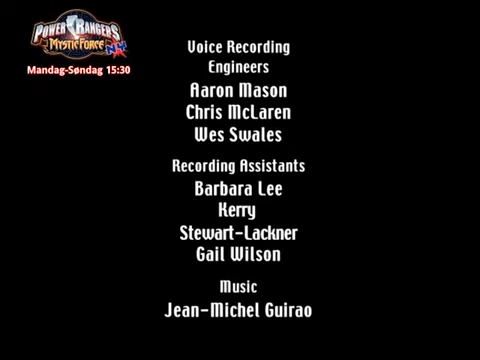 POWER RANGERS
MYSTIC FORCE
NY
Mandag-Søndag 15:30
Voice Recording
Engineers
Aaron Mason
Chris McLaren
Wes Swales
Recording Assistants
Barbara Lee
Kerry
Stewart-Lackner
Gail Wilson
Music
Jean-Michel Guirao